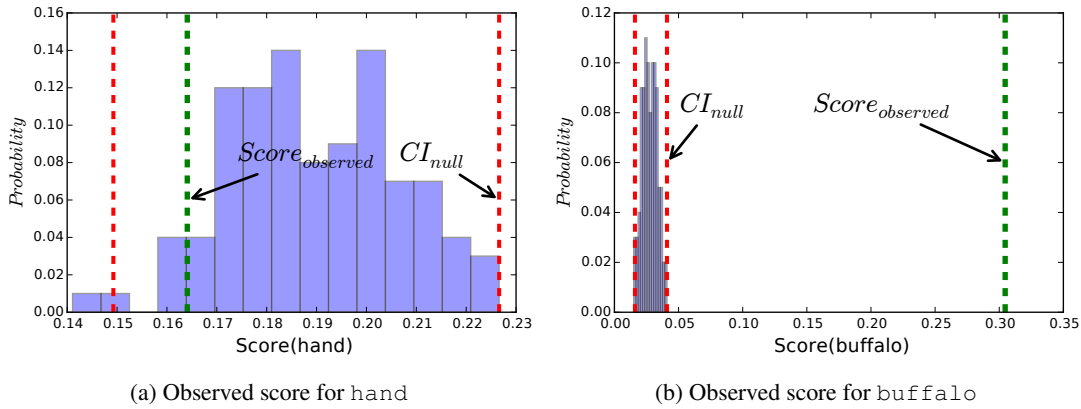 0.16
0.14
0.12
0.10
0.08
0.06
0.04
0.02
0.00
Probability
Score_observed
CI_null
0.14 0.15 0.16 0.17 0.18 0.19 0.20 0.21 0.22 0.23
Score(hand)
(a) Observed score for hand
0.12
0.10
0.08
0.06
0.04
0.02
0.00
Probability
CI_null
Score_observed
0.00 0.05 0.10 0.15 0.20 0.25 0.30 0.35
Score(buffalo)
(b) Observed score for buffalo